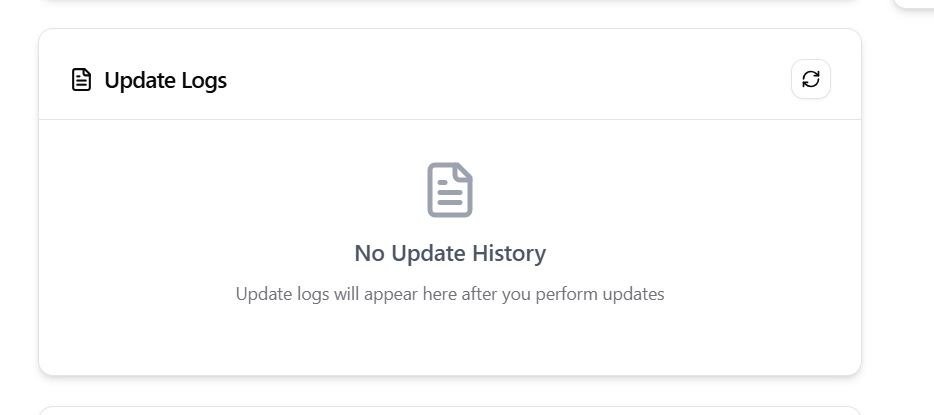 Update Logs
No Update History
Update logs will appear here after you perform updates